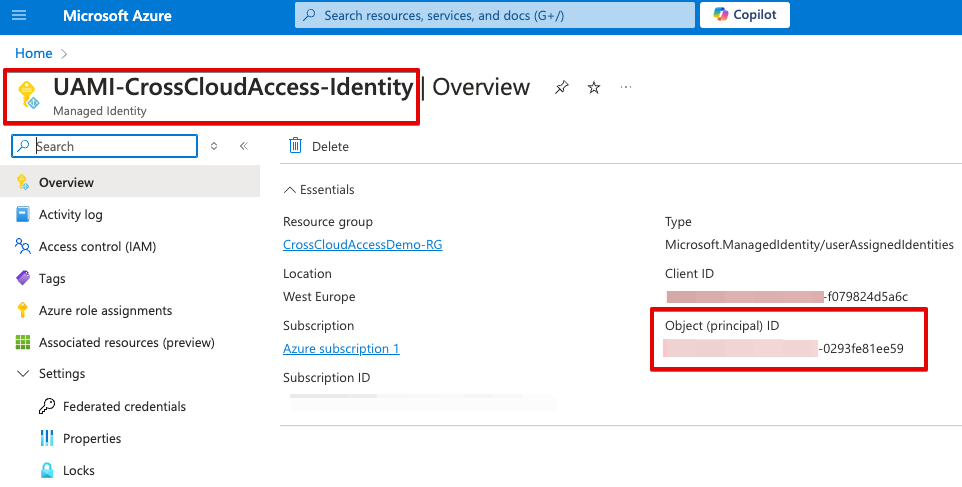 Microsoft Azure
Search resources, services, and docs (G+/)
Copilot
Home
UAMI-CrossCloudAccess-Identity | Overview
Managed Identity
Search
Overview
Activity log
Access control (IAM)
Tags
Azure role assignments
Associated resources (preview)
Settings
Federated credentials
Properties
Locks
Delete
Essentials
Resource group
CrossCloudAccessDemo-RG
Location
West Europe
Subscription
Azure subscription 1
Subscription ID
Type
Microsoft.ManagedIdentity/userAssignedIdentities
Client ID
-f079824d5a6c
Object (principal) ID
-0293fe81ee59